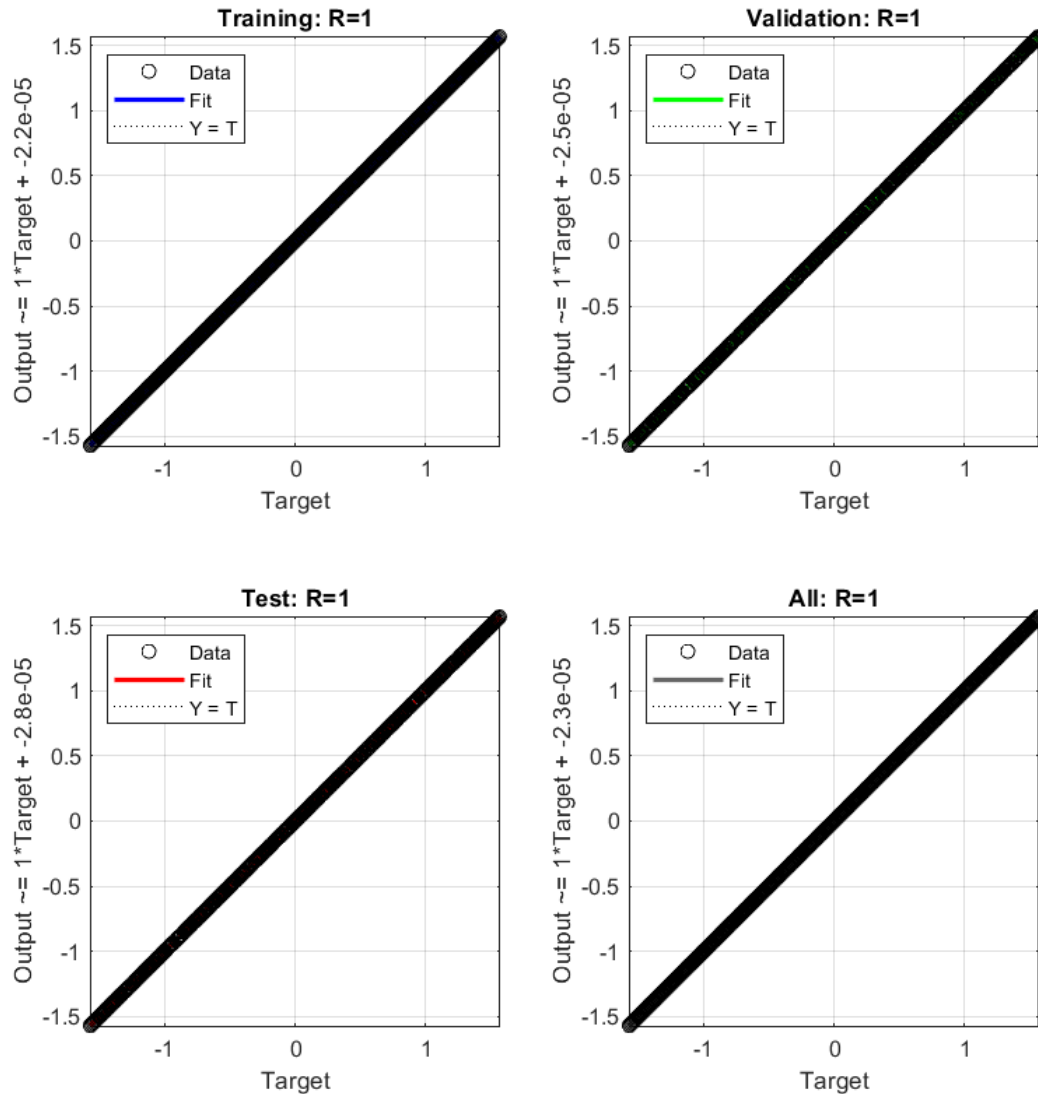 Training: R=1
Output ~= 1*Target + -2.2e-05
1.5
1
0.5
0
-0.5
-1
-1.5
Data
Fit
Y = T
-1 0 1
Target
Validation: R=1
Output ~= 1*Target + -2.5e-05
1.5
1
0.5
0
-0.5
-1
-1.5
Data
Fit
Y = T
-1 0 1
Target
Test: R=1
Output ~= 1*Target + -2.8e-05
1.5
1
0.5
0
-0.5
-1
-1.5
Data
Fit
Y = T
-1 0 1
Target
All: R=1
Output ~= 1*Target + -2.3e-05
1.5
1
0.5
0
-0.5
-1
-1.5
Data
Fit
Y = T
-1 0 1
Target